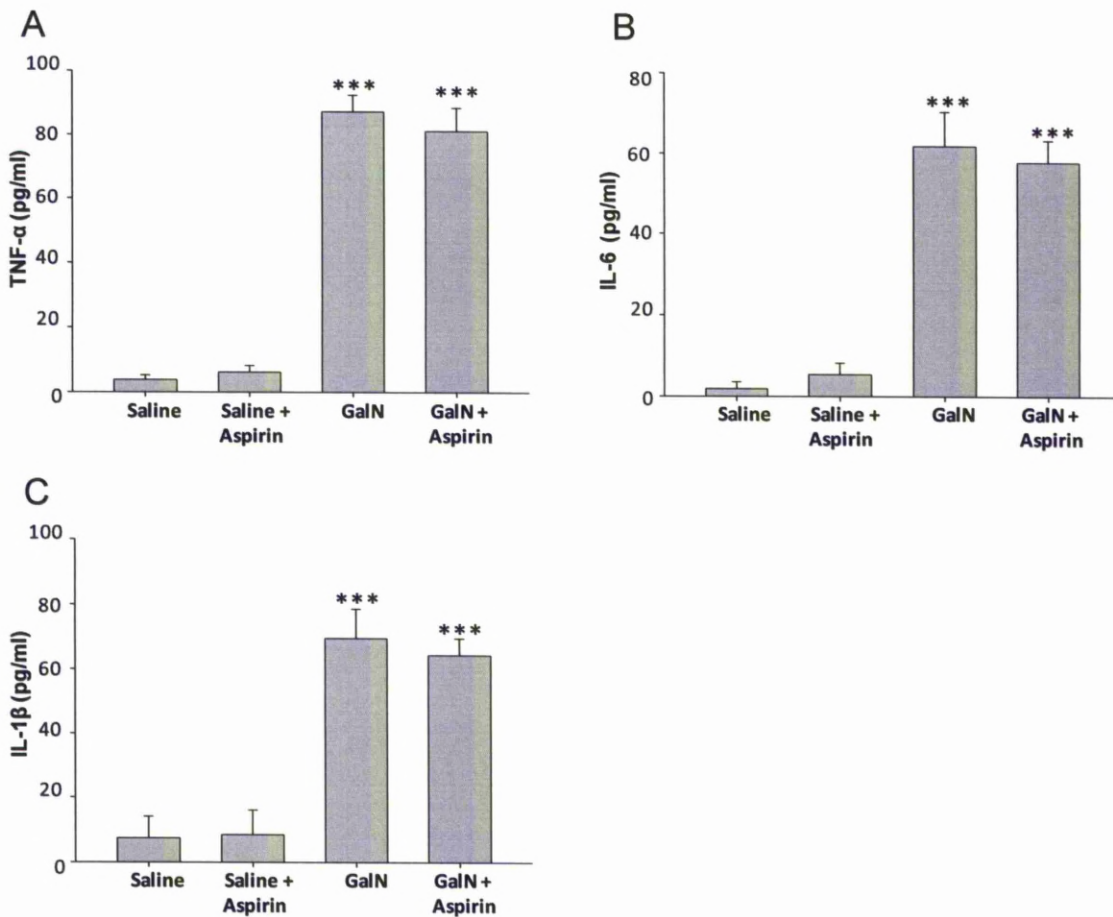 A
TNF-α (pg/ml)
100
80
60
40
20
0
***
***
Saline
Saline +
Aspirin
GalN
GalN +
Aspirin
B
IL-6 (pg/ml)
80
60
40
20
0
***
***
Saline
Saline +
Aspirin
GalN
GalN +
Aspirin
C
IL-1β (pg/ml)
100
80
60
40
20
0
***
***
Saline
Saline +
Aspirin
GalN
GalN +
Aspirin